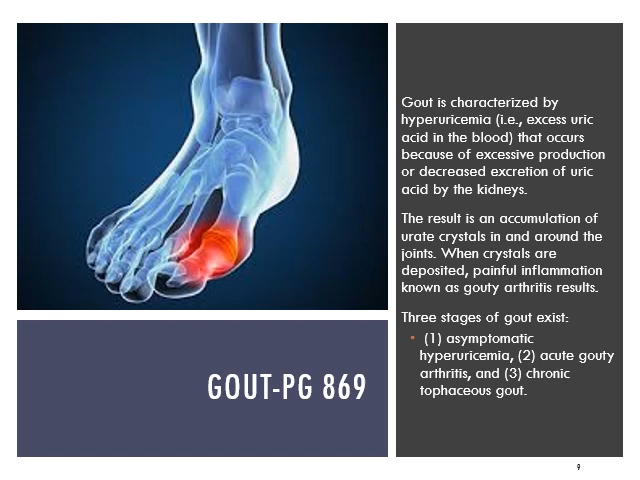 Gout is characterized by
hyperuricemia (i.e., excess uric
acid in the blood) that occurs
because of excessive production
or decreased excretion of uric
acid by the kidneys.
The result is an accumulation of
urate crystals in and around the
joints. When crystals are
deposited, painful inflammation
known as gouty arthritis results.
Three stages of gout exist:
• (1) asymptomatic
hyperuricemia, (2) acute gouty
arthritis, and (3) chronic
tophaceous gout.
GOUT-PG 869
9